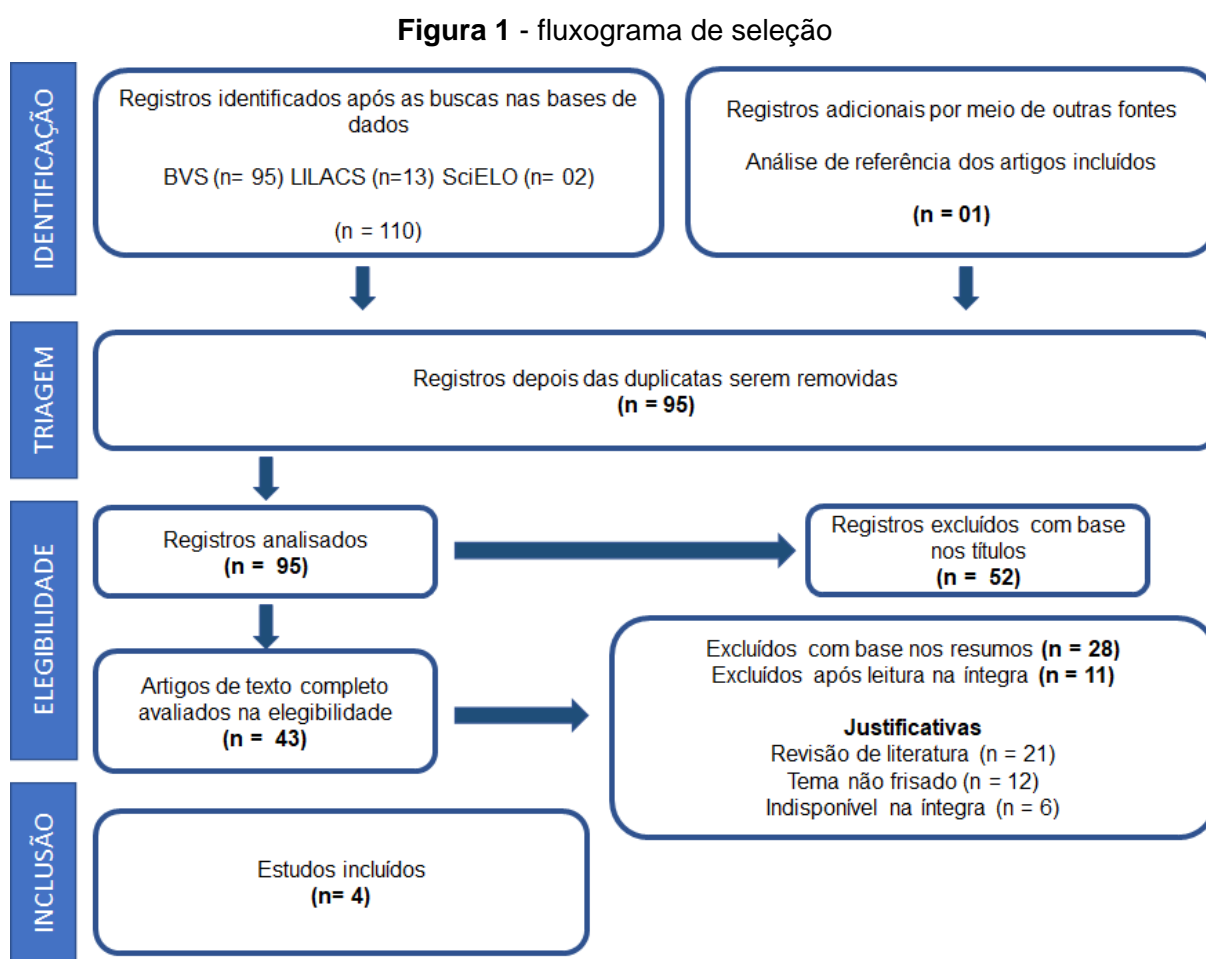 Figura 1 - fluxograma de seleção
IDENTIFICAÇÃO
Registros identificados após as buscas nas bases de
dados
BVS (n= 95) LILACS (n=13) SciELO (n= 02)
(n = 110)
Registros adicionais por meio de outras fontes
Análise de referência dos artigos incluídos
(n = 01)
TRIAGEM
Registros depois das duplicatas serem removidas
(n = 95)
ELEGIBILIDADE
Registros analisados
(n = 95)
Registros excluídos com base
nos títulos
(n = 52)
Artigos de texto completo
avaliados na elegibilidade
(n = 43)
Excluídos com base nos resumos (n = 28)
Excluídos após leitura na íntegra (n = 11)
Justificativas
Revisão de literatura (n = 21)
Tema não frisado (n = 12)
Indisponível na íntegra (n = 6)
INCLUSÃO
Estudos incluídos
(n= 4)